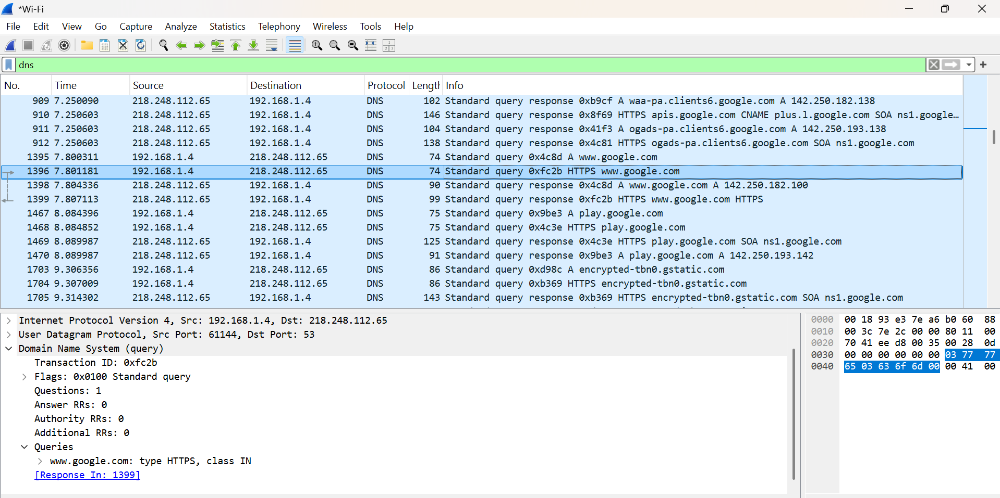 *Wi-Fi
File Edit View Go Capture Analyze Statistics Telephony Wireless Tools Help
dns
No. Time Source Destination Protocol Length Info
909 7.250090 218.248.112.65 192.168.1.4 DNS 102 Standard query response 0xb9cf A waa-pa.clients6.google.com A 142.250.182.138
910 7.250603 218.248.112.65 192.168.1.4 DNS 146 Standard query response 0x8f69 HTTPS apis.google.com CNAME plus.l.google.com SOA ns1.google…
911 7.250603 218.248.112.65 192.168.1.4 DNS 104 Standard query response 0x41f3 A ogads-pa.clients6.google.com A 142.250.193.138
912 7.250603 218.248.112.65 192.168.1.4 DNS 138 Standard query response 0x4c81 HTTPS ogads-pa.clients6.google.com SOA ns1.google.com
1395 7.800311 192.168.1.4 218.248.112.65 DNS 74 Standard query 0x4c8d A www.google.com
1396 7.801181 192.168.1.4 218.248.112.65 DNS 74 Standard query 0xfc2b HTTPS www.google.com
1398 7.804336 218.248.112.65 192.168.1.4 DNS 90 Standard query response 0x4c8d A www.google.com A 142.250.182.100
1399 7.807113 218.248.112.65 192.168.1.4 DNS 99 Standard query response 0xfc2b HTTPS www.google.com HTTPS
1467 8.084396 192.168.1.4 218.248.112.65 DNS 75 Standard query 0x9be3 A play.google.com
1468 8.084852 192.168.1.4 218.248.112.65 DNS 75 Standard query 0x4c3e HTTPS play.google.com
1469 8.089987 218.248.112.65 192.168.1.4 DNS 125 Standard query response 0x4c3e HTTPS play.google.com SOA ns1.google.com
1470 8.089987 218.248.112.65 192.168.1.4 DNS 91 Standard query response 0x9be3 A play.google.com A 142.250.193.142
1703 9.306356 192.168.1.4 218.248.112.65 DNS 86 Standard query 0xd98c A encrypted-tbn0.gstatic.com
1704 9.307009 192.168.1.4 218.248.112.65 DNS 86 Standard query 0xb369 HTTPS encrypted-tbn0.gstatic.com
1705 9.314302 218.248.112.65 192.168.1.4 DNS 143 Standard query response 0xb369 HTTPS encrypted-tbn0.gstatic.com SOA ns1.google.com
Internet Protocol Version 4, Src: 192.168.1.4, Dst: 218.248.112.65
User Datagram Protocol, Src Port: 61144, Dst Port: 53
Domain Name System (query)
Transaction ID: 0xfc2b
Flags: 0x0100 Standard query
Questions: 1
Answer RRs: 0
Authority RRs: 0
Additional RRs: 0
Queries
www.google.com: type HTTPS, class IN
[Response In: 1399]
0000 00 18 93 e3 7e a6 b0 60 88
0010 00 3c 7e 2c 00 00 80 11 00
0020 70 41 ee d8 00 35 00 28 0d
0030 00 00 00 00 00 00 03 77 77
0040 65 03 63 6f 6d 00 00 41 00